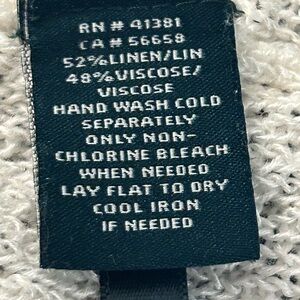 RN # 41381
CA # 56658
52%LINEN/LIN
48%VISCOSE/
VISCOSE
HAND WASH COLD
SEPARATELY
ONLY NON-
CHLORINE BLEACH
WHEN NEEDED
LAY FLAT TO DRY
COOL IRON
IF NEEDED